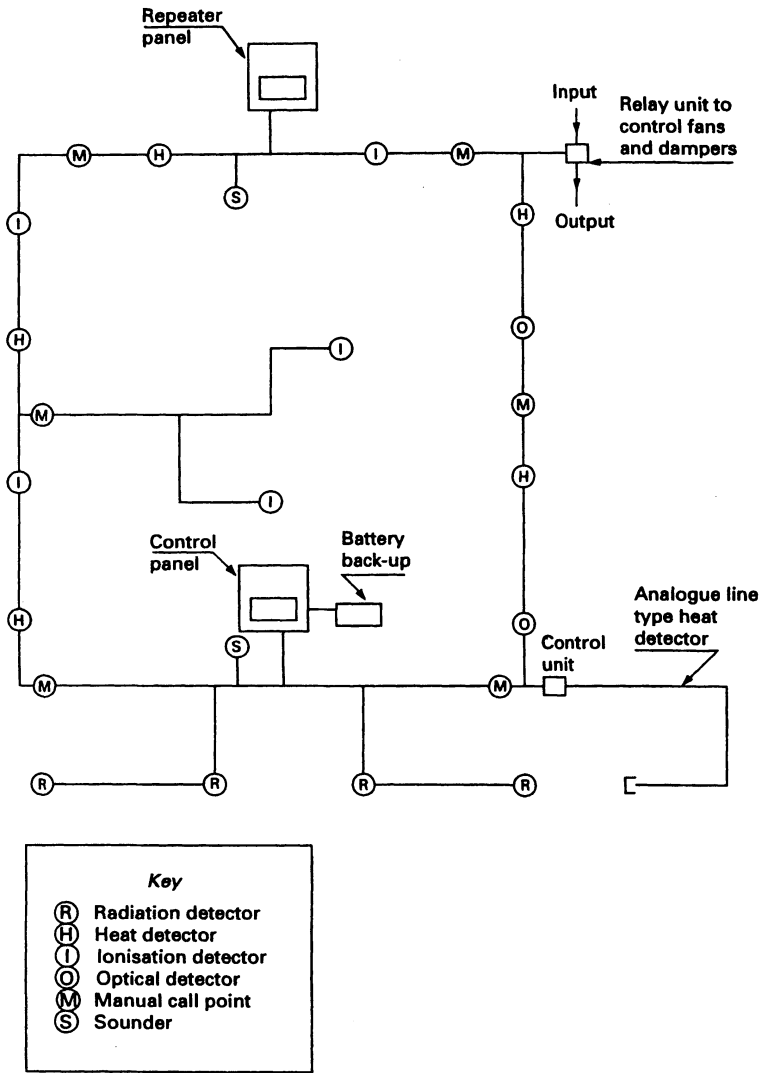 Repeater
panel
Input
Relay unit to
control fans
and dampers
M
H
I
M
S
I
H
Output
H
O
I
M
M
H
I
I
Control
panel
Battery
back-up
Analogue line
type heat
detector
H
O
S
Control
unit
M
M
R
R
R
R
Key
R Radiation detector
H Heat detector
I Ionisation detector
O Optical detector
M Manual call point
S Sounder